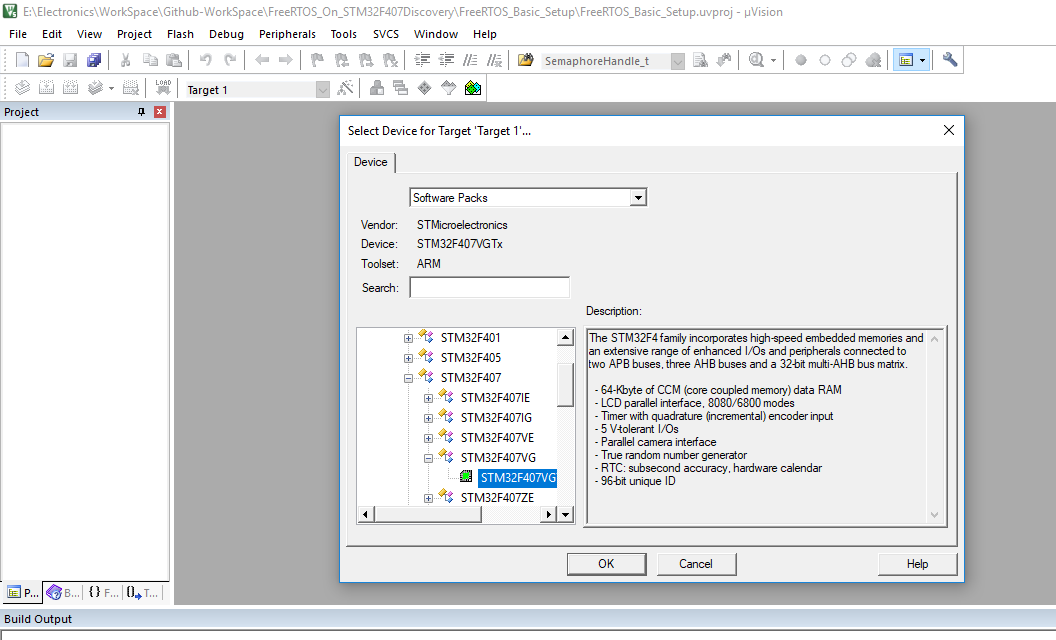 E:\Electronics\WorkSpace\Github-WorkSpace\FreeRTOS_On_STM32F407Discovery\FreeRTOS_Basic_Setup\FreeRTOS_Basic_Setup.uvproj - µVision
File Edit View Project Flash Debug Peripherals Tools SVCS Window Help
SemaphoreHandle_t
LOAD Target 1
Project
Select Device for Target 'Target 1'...
Device
Software Packs
Vendor: STMicroelectronics
Device: STM32F407VGTx
Toolset: ARM
Search:
STM32F401
STM32F405
STM32F407
STM32F407IE
STM32F407IG
STM32F407VE
STM32F407VG
STM32F407VG
STM32F407ZE
Description:
The STM32F4 family incorporates high-speed embedded memories and
an extensive range of enhanced I/Os and peripherals connected to
two APB buses, three AHB buses and a 32-bit multi-AHB bus matrix.
- 64-Kbyte of CCM (core coupled memory) data RAM
- LCD parallel interface, 8080/6800 modes
- Timer with quadrature (incremental) encoder input
- 5 V-tolerant I/Os
- Parallel camera interface
- True random number generator
- RTC: subsecond accuracy, hardware calendar
- 96-bit unique ID
OK Cancel Help
P... B... {} F... 0 T...
Build Output